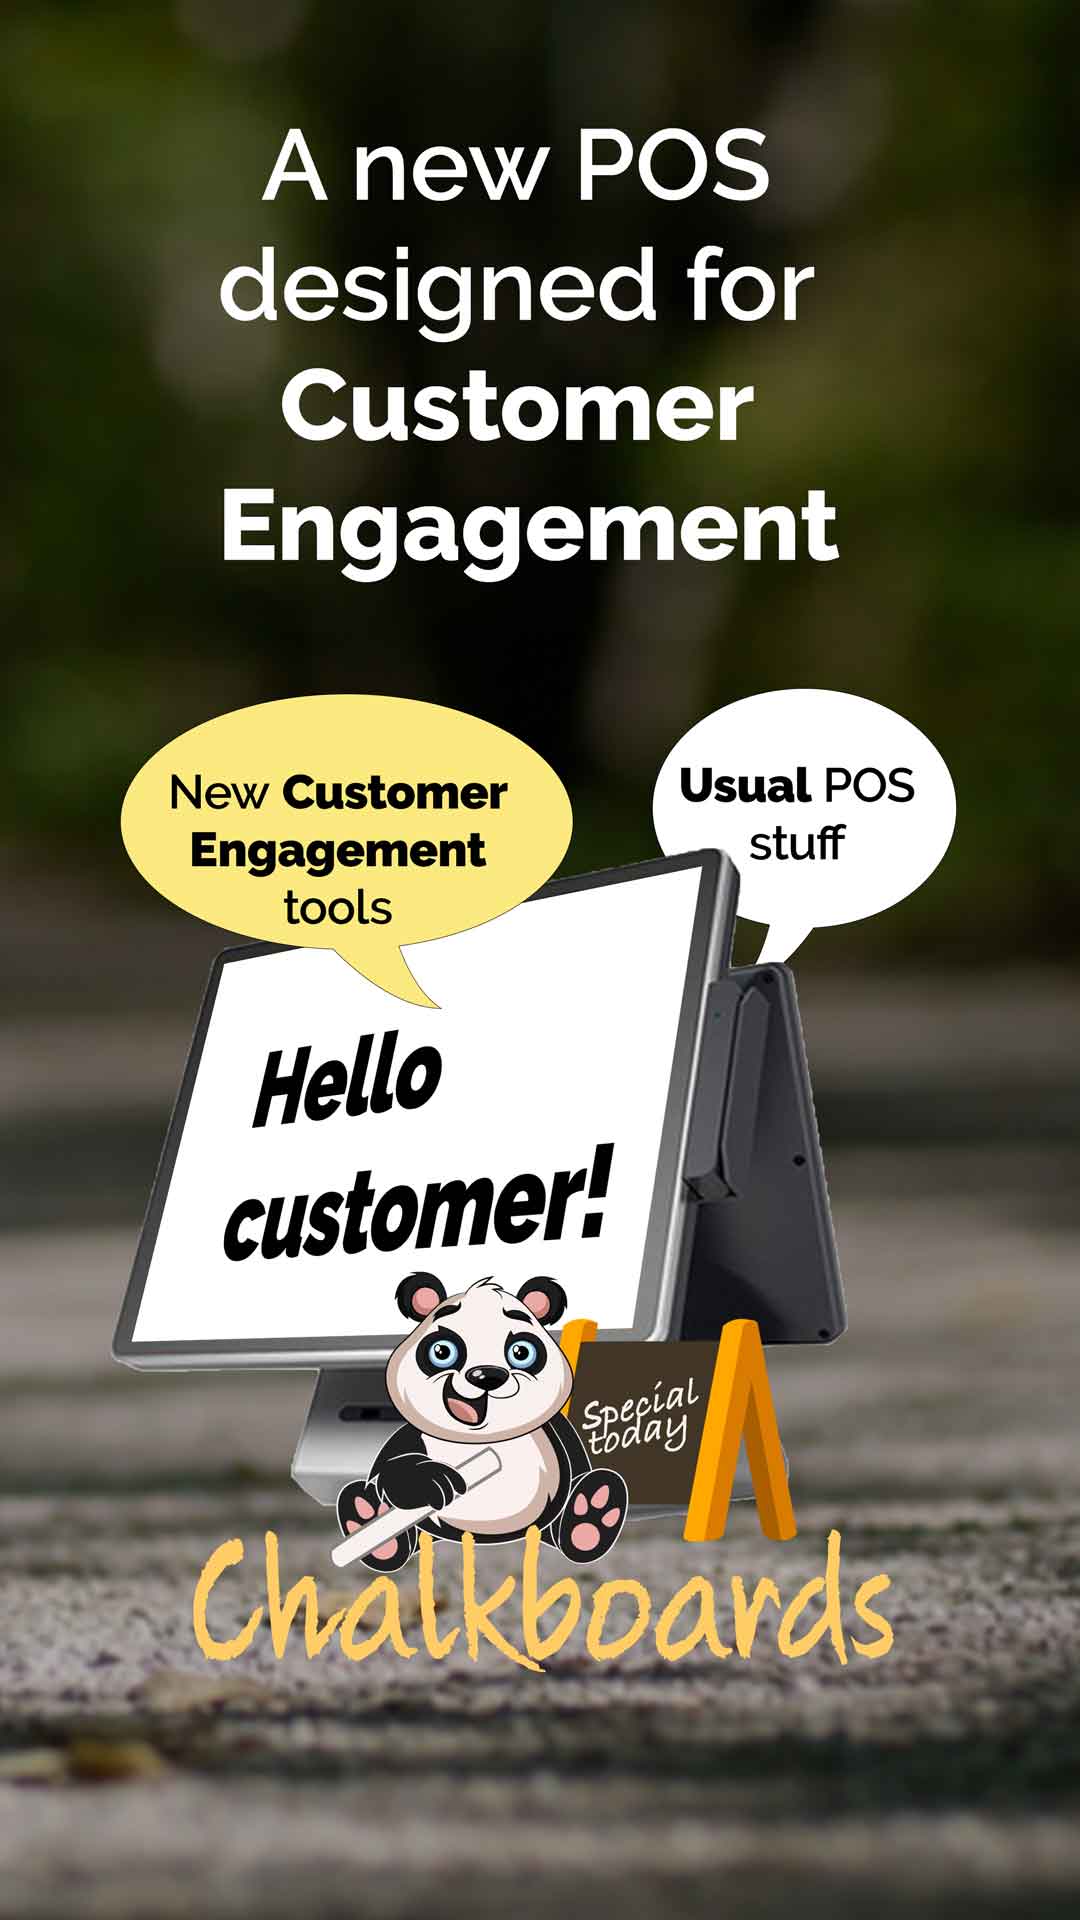 A new POS
designed for
Customer
Engagement
New Customer
Engagement
tools
Usual POS
stuff
Hello
customer!
Special
today
Chalkboards